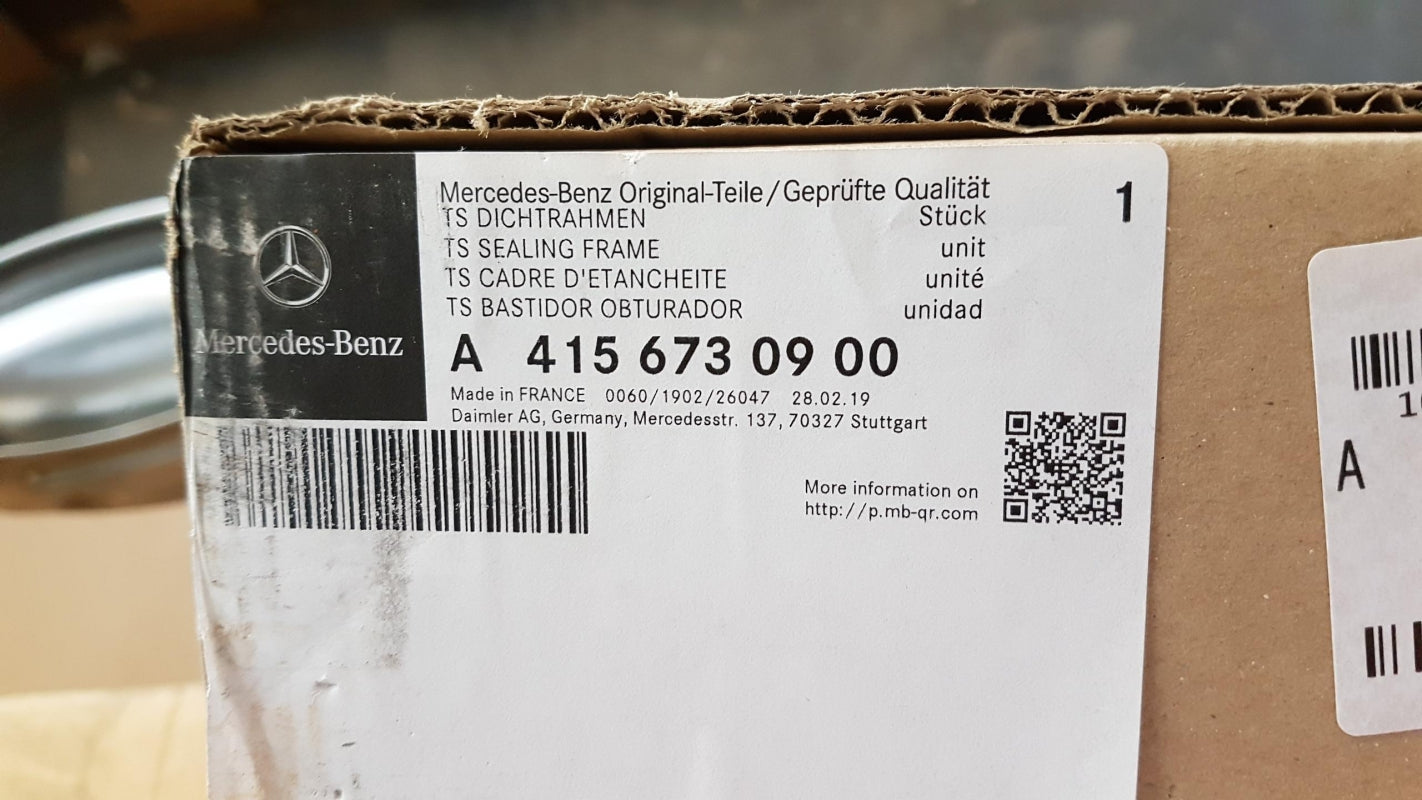 Mercedes-Benz
Mercedes-Benz Original-Teile/Geprüfte Qualität
1
TS DICHTRAHMEN Stück
TS SEALING FRAME unit
TS CADRE D'ETANCHEITE unité
TS BASTIDOR OBTURADOR unidad
A 415 673 09 00
Made in FRANCE 0060/1902/26047 28.02.19
Daimler AG, Germany, Mercedesstr. 137, 70327 Stuttgart
More information on
http://p.mb-qr.com
A